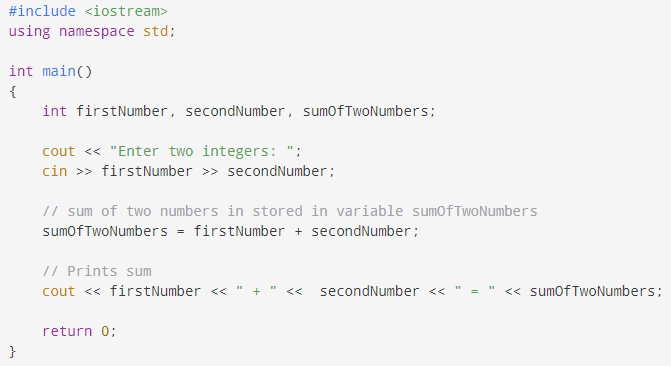 #include <iostream>
using namespace std;

int main()
{
    int firstNumber, secondNumber, sumOfTwoNumbers;

    cout << "Enter two integers: ";
    cin >> firstNumber >> secondNumber;

    // sum of two numbers in stored in variable sumOfTwoNumbers
    sumOfTwoNumbers = firstNumber + secondNumber;

    // Prints sum
    cout << firstNumber << " + " <<  secondNumber << " = " << sumOfTwoNumbers;

    return 0;
}